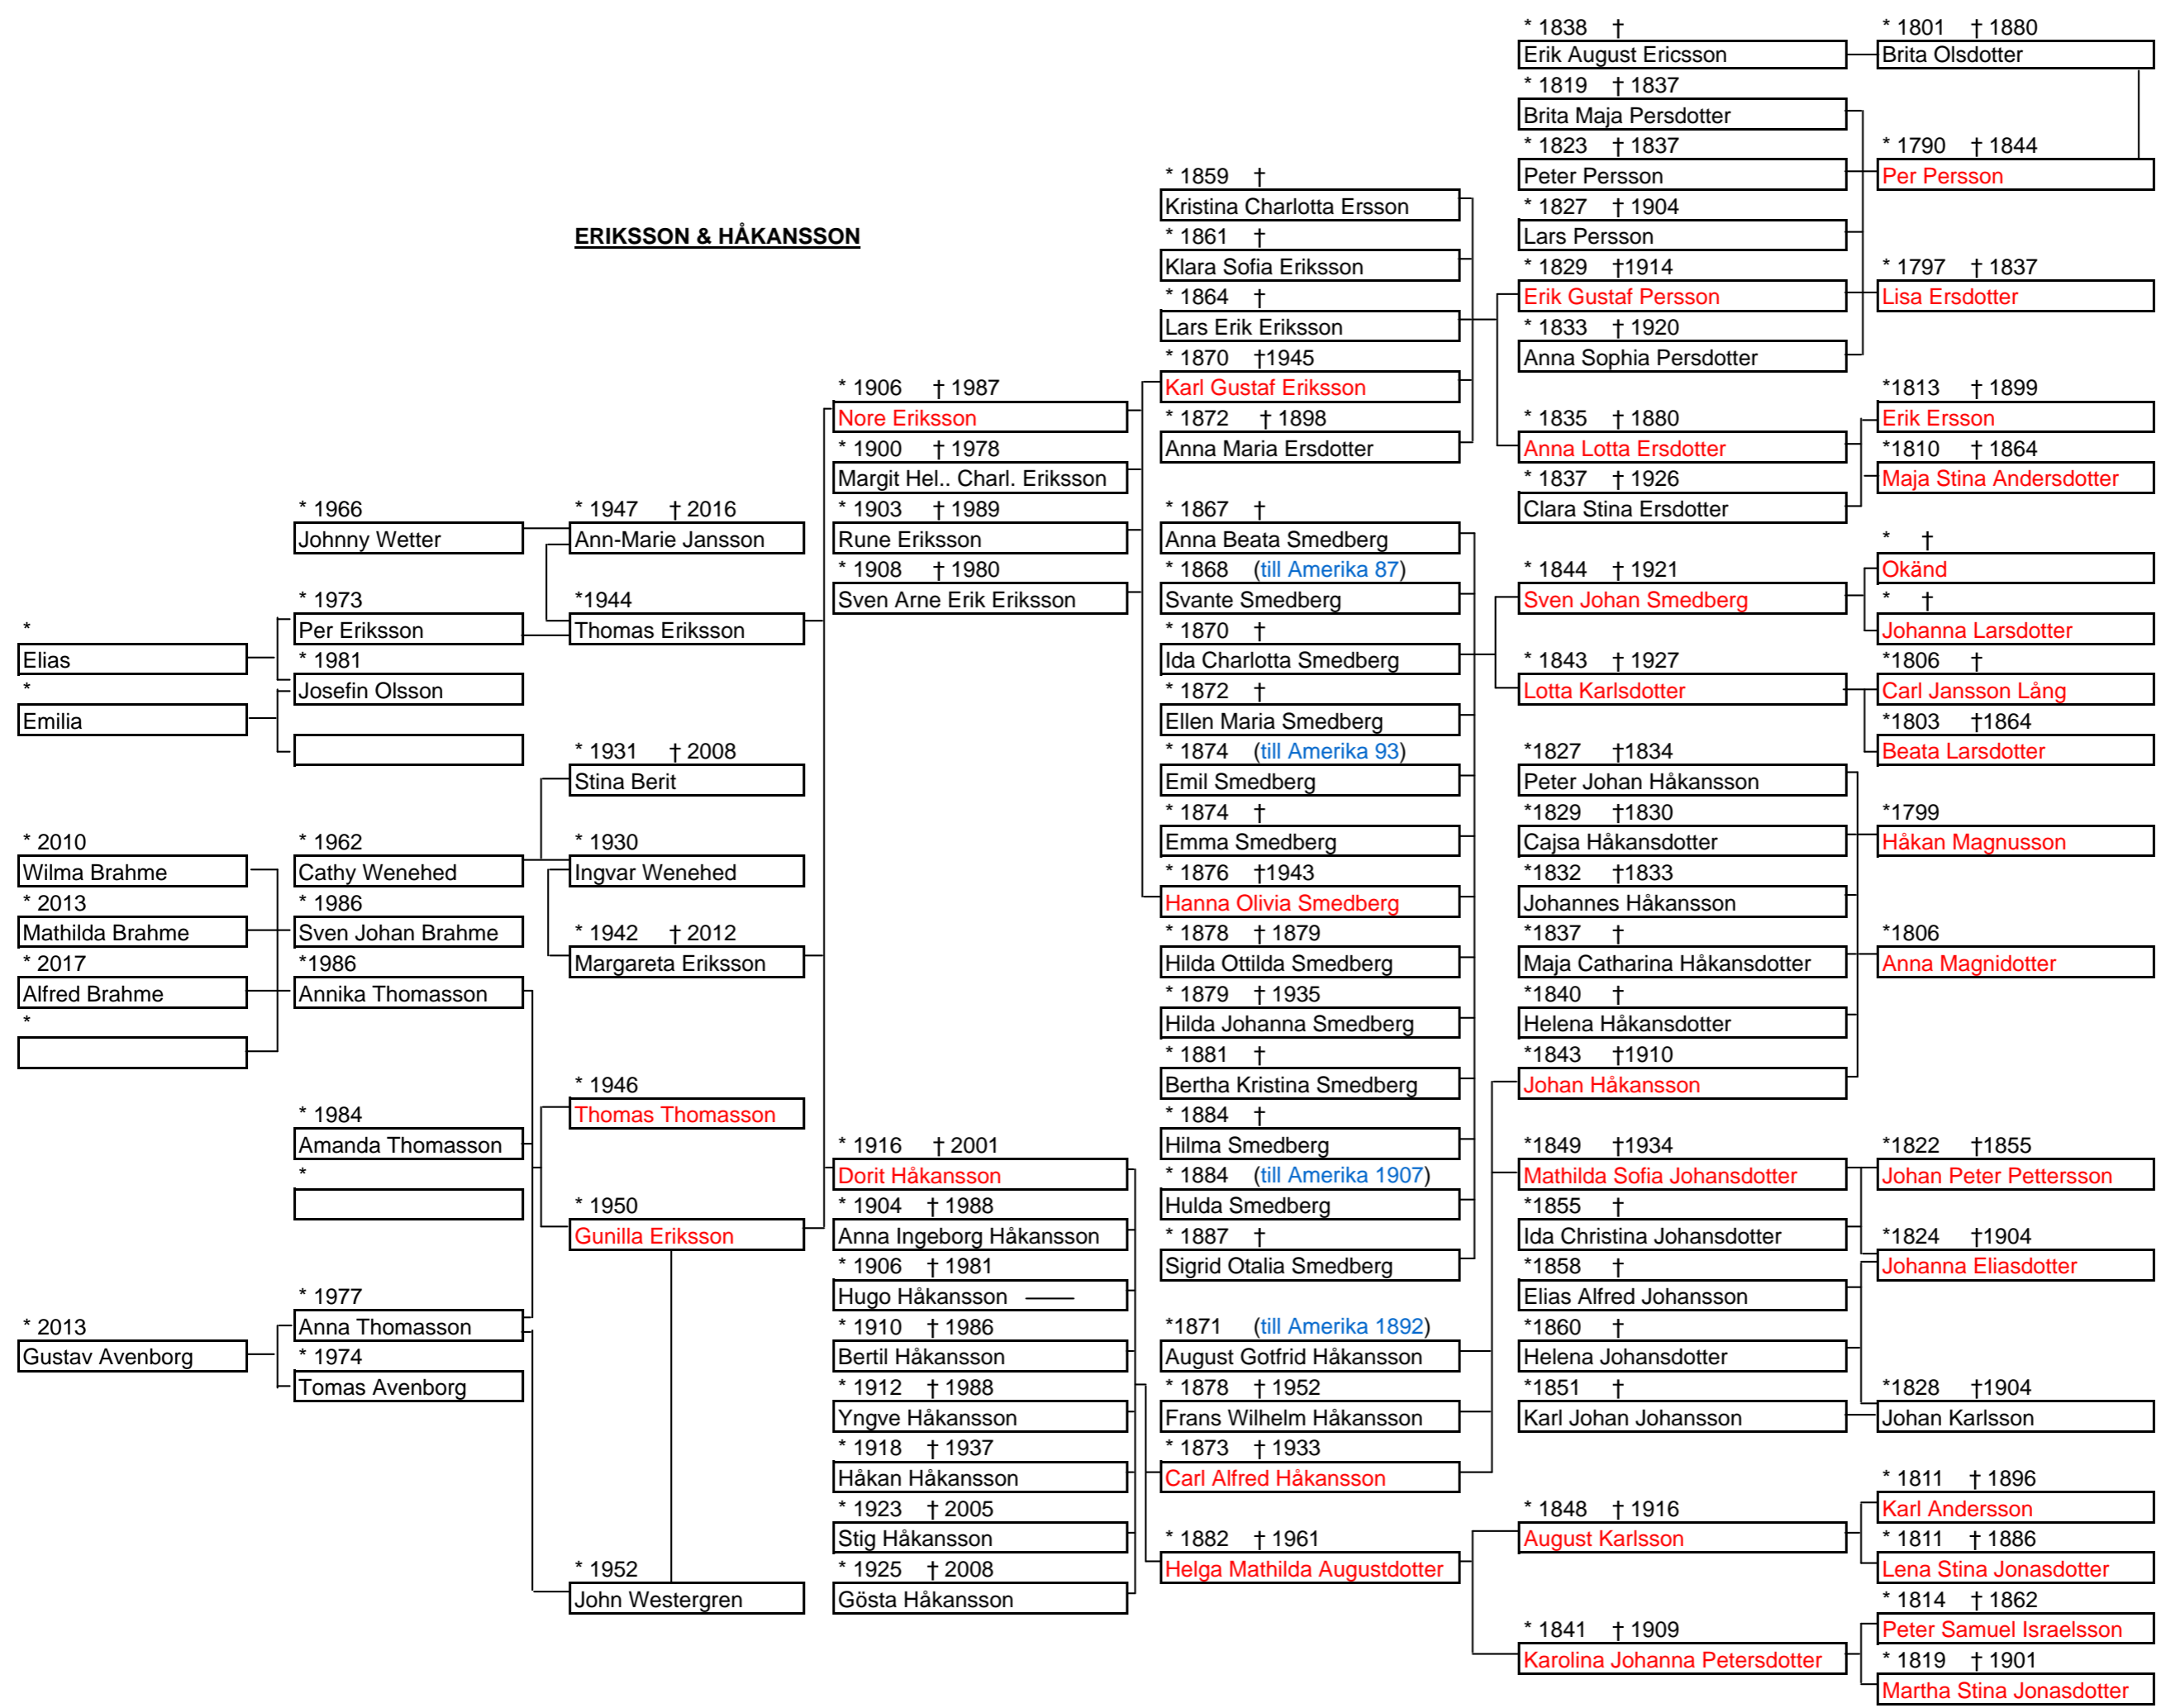 ERIKSSON & HÅKANSSON
*
Elias
*
Emilia
* 2010
Wilma Brahme
* 2013
Mathilda Brahme
* 2017
Alfred Brahme
*
* 2013
Gustav Avenborg
* 1966
Johnny Wetter
* 1973
Per Eriksson
* 1981
Josefin Olsson
* 1962
Cathy Wenehed
* 1986
Sven Johan Brahme
*1986
Annika Thomasson
* 1984
Amanda Thomasson
*
* 1977
Anna Thomasson
* 1974
Tomas Avenborg
* 1947 † 2016
Ann-Marie Jansson
*1944
Thomas Eriksson
* 1931 † 2008
Stina Berit
* 1930
Ingvar Wenehed
* 1942 † 2012
Margareta Eriksson
* 1946
Thomas Thomasson
* 1950
Gunilla Eriksson
* 1952
John Westergren
* 1906 † 1987
Nore Eriksson
* 1900 † 1978
Margit Hel.. Charl. Eriksson
* 1903 † 1989
Rune Eriksson
* 1908 † 1980
Sven Arne Erik Eriksson
* 1916 † 2001
Dorit Håkansson
* 1904 † 1988
Anna Ingeborg Håkansson
* 1906 † 1981
Hugo Håkansson
* 1910 † 1986
Bertil Håkansson
* 1912 † 1988
Yngve Håkansson
* 1918 † 1937
Håkan Håkansson
* 1923 † 2005
Stig Håkansson
* 1925 † 2008
Gösta Håkansson
* 1859 †
Kristina Charlotta Ersson
* 1861 †
Klara Sofia Eriksson
* 1864 †
Lars Erik Eriksson
* 1870 †1945
Karl Gustaf Eriksson
* 1872 † 1898
Anna Maria Ersdotter
* 1867 †
Anna Beata Smedberg
* 1868 (till Amerika 87)
Svante Smedberg
* 1870 †
Ida Charlotta Smedberg
* 1872 †
Ellen Maria Smedberg
* 1874 (till Amerika 93)
Emil Smedberg
* 1874 †
Emma Smedberg
* 1876 †1943
Hanna Olivia Smedberg
* 1878 † 1879
Hilda Ottilda Smedberg
* 1879 † 1935
Hilda Johanna Smedberg
* 1881 †
Bertha Kristina Smedberg
* 1884 †
Hilma Smedberg
* 1884 (till Amerika 1907)
Hulda Smedberg
* 1887 †
Sigrid Otalia Smedberg
*1871 (till Amerika 1892)
August Gotfrid Håkansson
* 1878 † 1952
Frans Wilhelm Håkansson
* 1873 † 1933
Carl Alfred Håkansson
* 1882 † 1961
Helga Mathilda Augustdotter
* 1838 †
Erik August Ericsson
* 1819 † 1837
Brita Maja Persdotter
* 1823 † 1837
Peter Persson
* 1827 † 1904
Lars Persson
* 1829 †1914
Erik Gustaf Persson
* 1833 † 1920
Anna Sophia Persdotter
* 1835 † 1880
Anna Lotta Ersdotter
* 1837 † 1926
Clara Stina Ersdotter
* 1844 † 1921
Sven Johan Smedberg
* 1843 † 1927
Lotta Karlsdotter
*1827 †1834
Peter Johan Håkansson
*1829 †1830
Cajsa Håkansdotter
*1832 †1833
Johannes Håkansson
*1837 †
Maja Catharina Håkansdotter
*1840 †
Helena Håkansdotter
*1843 †1910
Johan Håkansson
*1849 †1934
Mathilda Sofia Johansdotter
*1855 †
Ida Christina Johansdotter
*1858 †
Elias Alfred Johansson
*1860 †
Helena Johansdotter
*1851 †
Karl Johan Johansson
* 1848 † 1916
August Karlsson
* 1841 † 1909
Karolina Johanna Petersdotter
* 1801 † 1880
Brita Olsdotter
* 1790 † 1844
Per Persson
* 1797 † 1837
Lisa Ersdotter
*1813 † 1899
Erik Ersson
*1810 † 1864
Maja Stina Andersdotter
* †
Okänd
* †
Johanna Larsdotter
*1806 †
Carl Jansson Lång
*1803 †1864
Beata Larsdotter
*1799
Håkan Magnusson
*1806
Anna Magnidotter
*1822 †1855
Johan Peter Pettersson
*1824 †1904
Johanna Eliasdotter
*1828 †1904
Johan Karlsson
* 1811 † 1896
Karl Andersson
* 1811 † 1886
Lena Stina Jonasdotter
* 1814 † 1862
Peter Samuel Israelsson
* 1819 † 1901
Martha Stina Jonasdotter